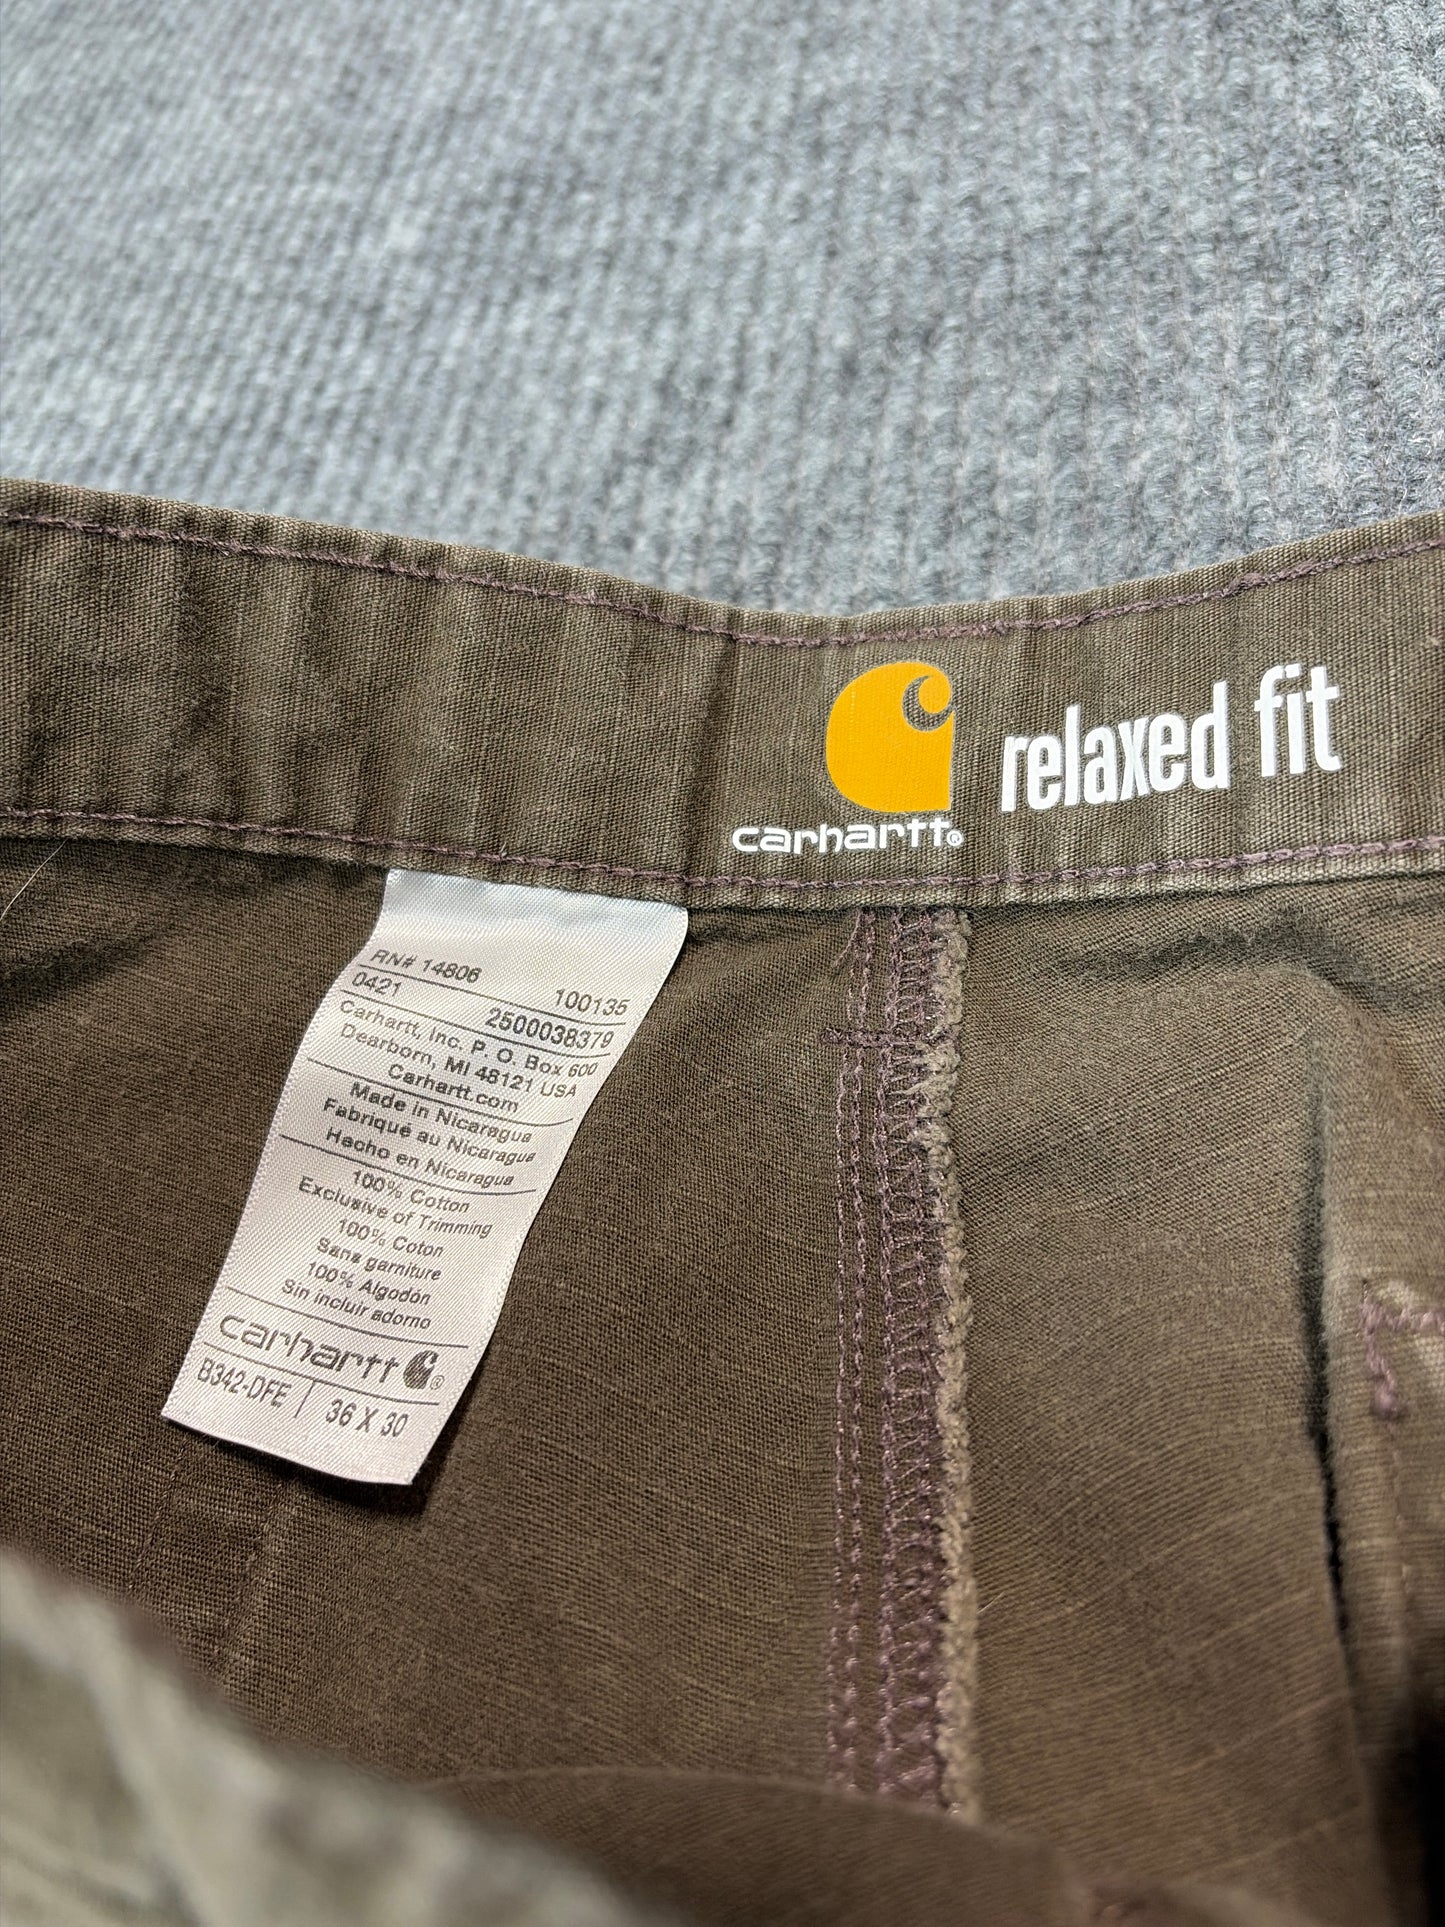 carhartt®
relaxed fit
RN# 14806 100135
0421 2500038379
Carhartt, Inc. P. O. Box 600
Dearborn, MI 48121 USA
Carhartt.com
Made in Nicaragua
Fabriqué au Nicaragua
Hecho en Nicaragua
100% Cotton
Exclusive of Trimming
100% Coton
Sans garniture
100% Algodón
Sin incluir adorno
carhartt ®
B342-DFE | 36 X 30